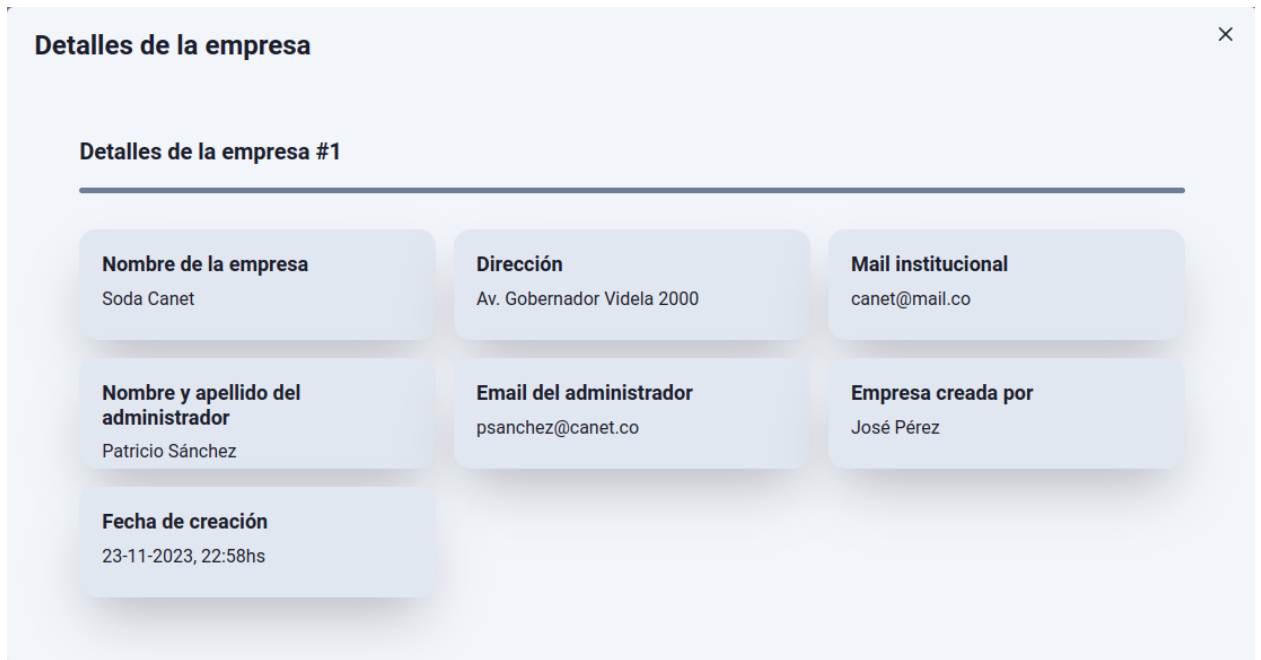 Detalles de la empresa
Detalles de la empresa #1
Nombre de la empresa
Soda Canet
Dirección
Av. Gobernador Videla 2000
Mail institucional
canet@mail.co
Nombre y apellido del
administrador
Patricio Sánchez
Email del administrador
psanchez@canet.co
Empresa creada por
José Pérez
Fecha de creación
23-11-2023, 22:58hs